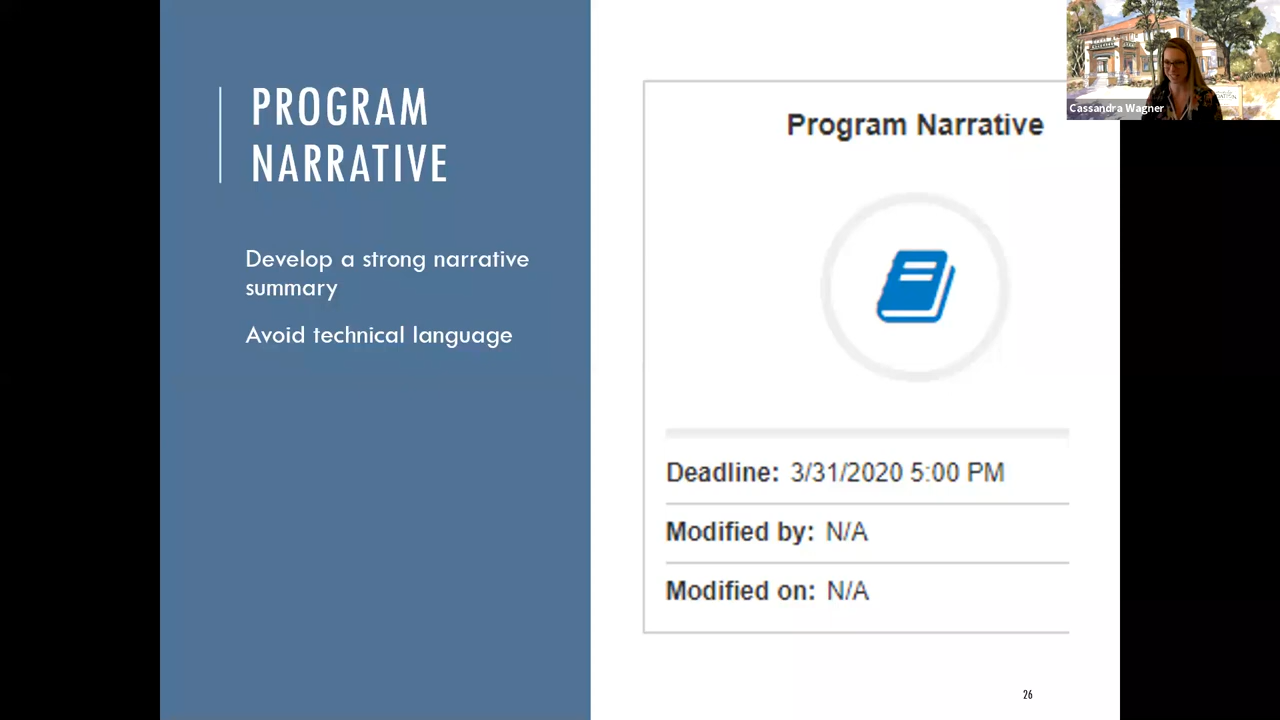 PROGRAM
NARRATIVE
Develop a strong narrative
summary
Avoid technical language
Program Narrative
Deadline: 3/31/2020 5:00 PM
Modified by: N/A
Modified on: N/A
26
Cassandra Wagner